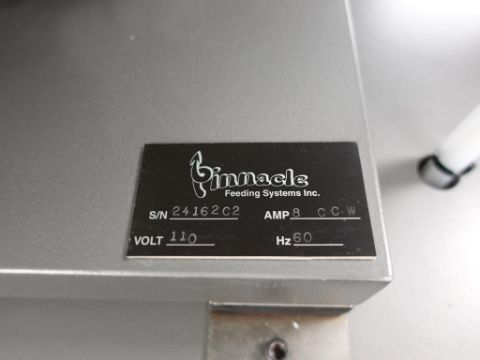 Pinnacle
Feeding Systems Inc.
S/N 24162C2 AMP 8 CCW
VOLT 110 Hz 60